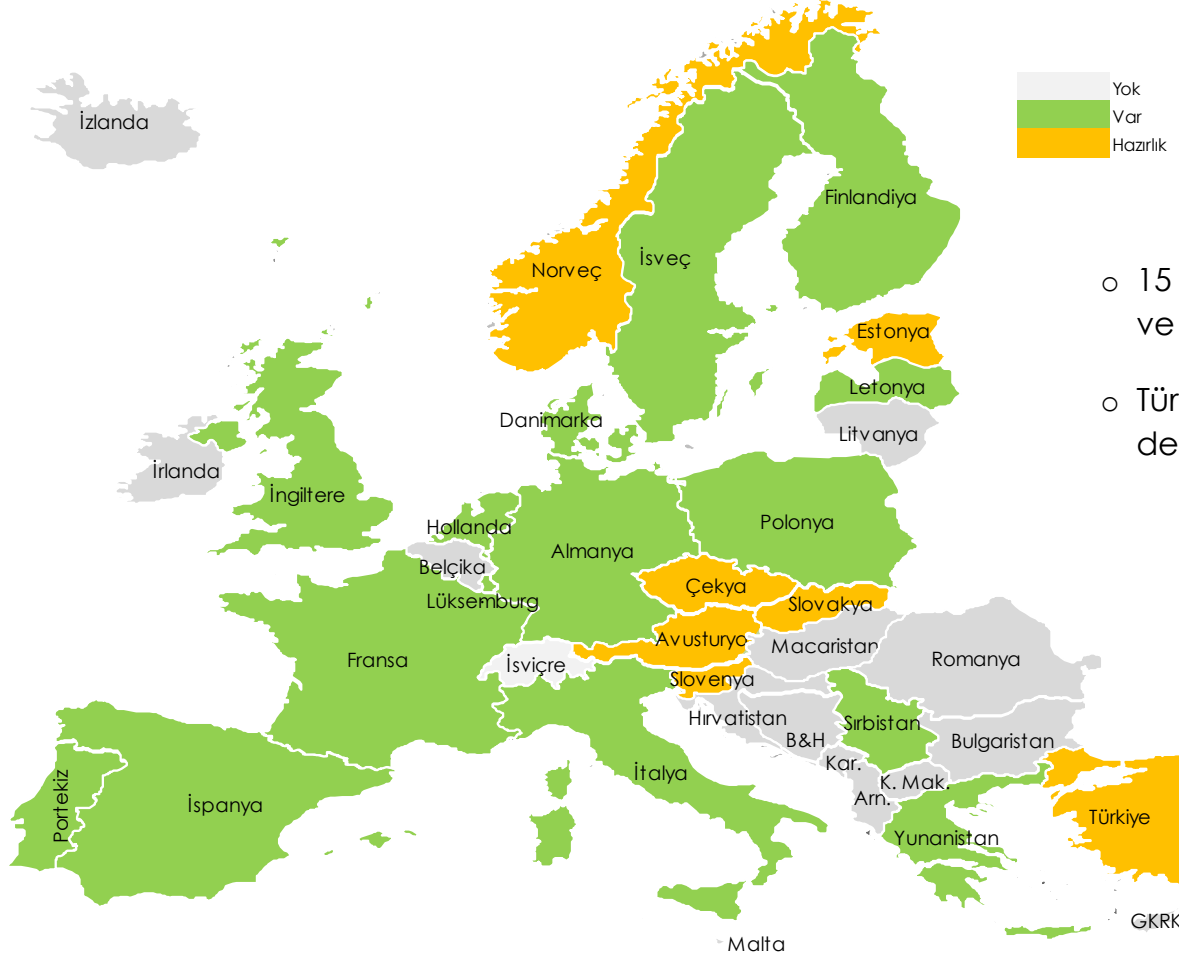 İzlanda
Yok
Var
Hazırlık
Finlandiya
İsveç
Norveç
o 15
ve
Estonya
Letonya
o Tür
de
Danimarka
Litvanya
İrlanda
İngiltere
Hollanda
Polonya
Almanya
Belçika
Çekya
Lüksemburg
Slovakya
Avusturya
Macaristan
Fransa
İsviçre
Romanya
Slovenya
Hırvatistan
Sırbistan
B&H
Bulgaristan
Kar.
İtalya
K. Mak.
Arn.
Portekiz
İspanya
Türkiye
Yunanistan
GKRK
Malta